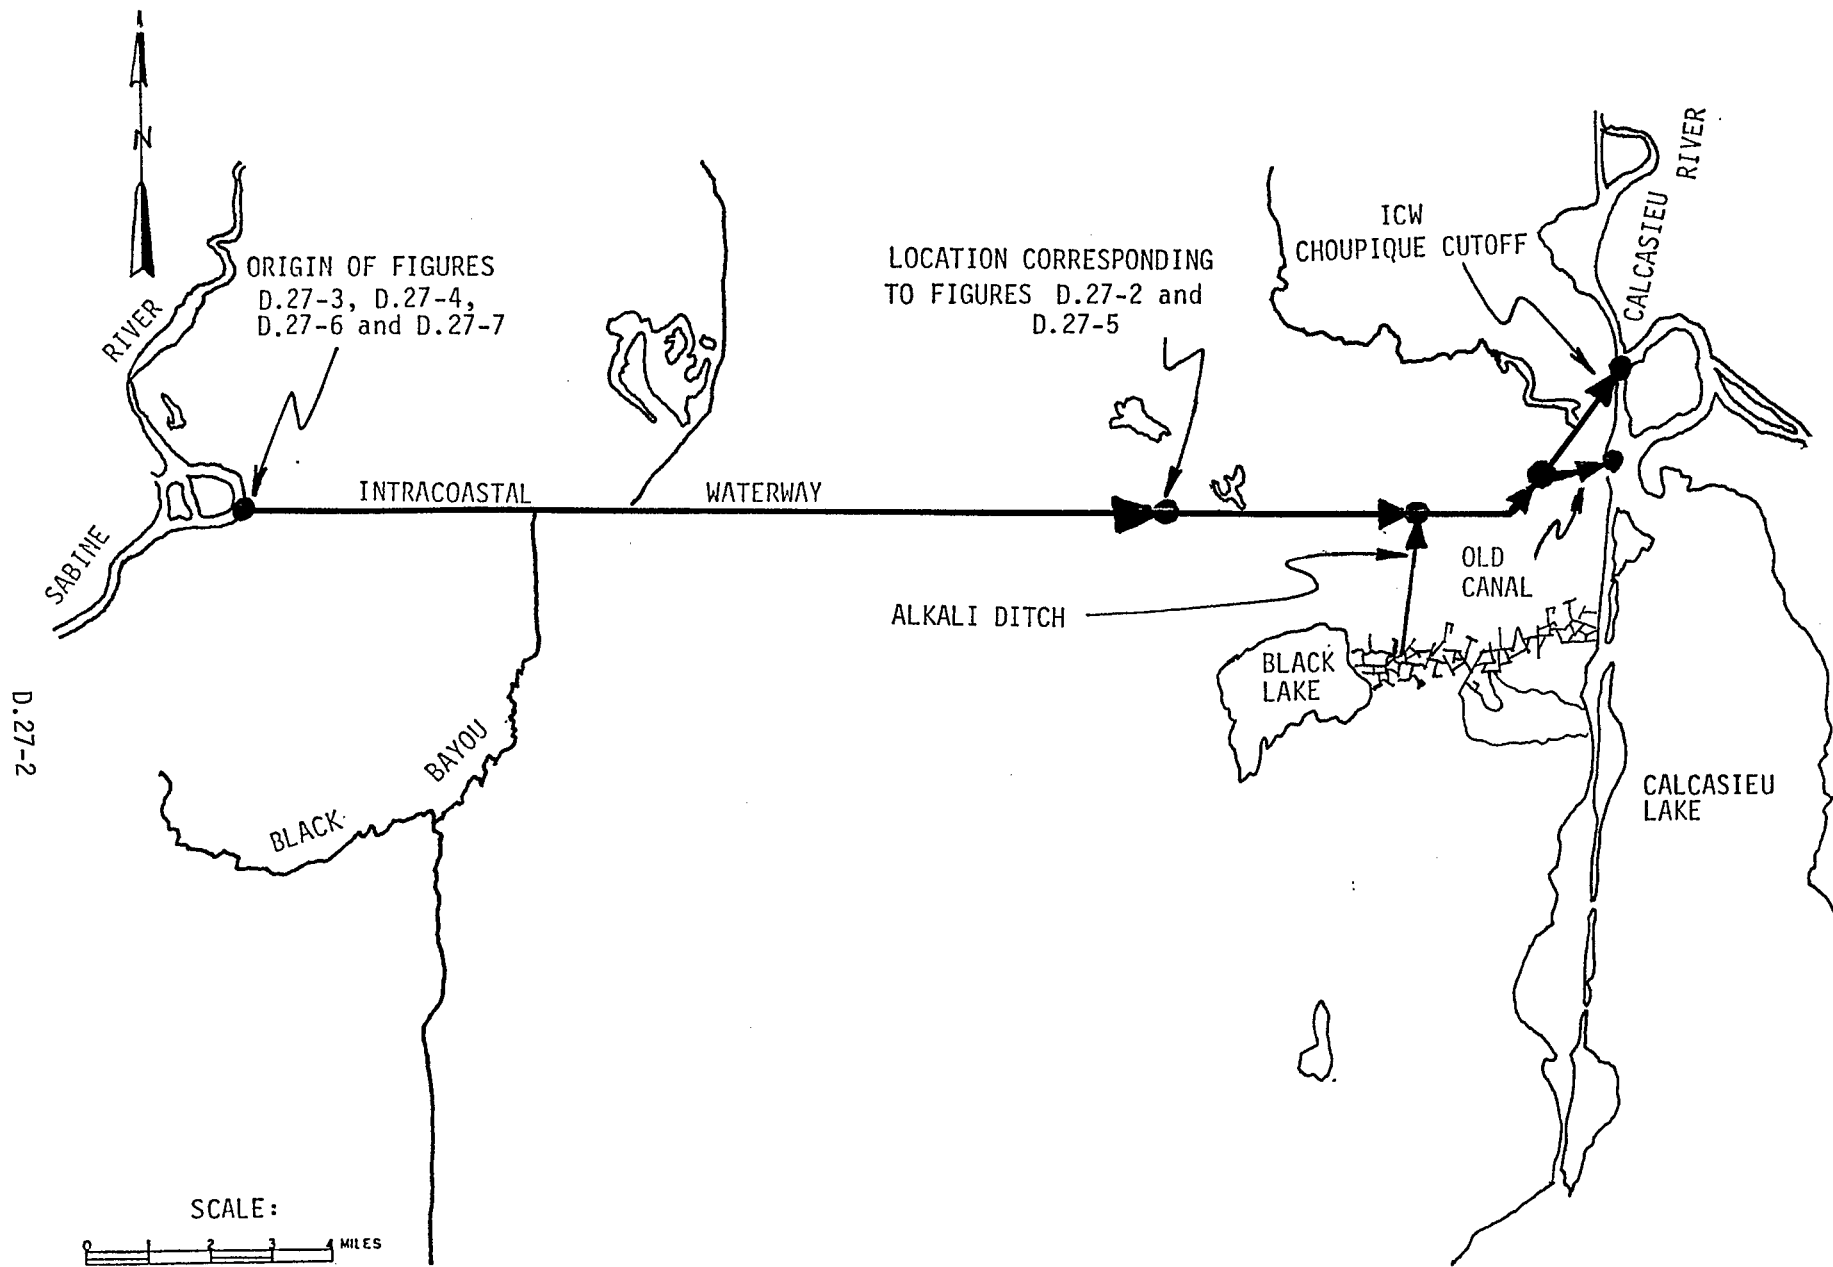 N
ORIGIN OF FIGURES
D.27-3, D.27-4,
D.27-6 and D.27-7
RIVER
SABINE
INTRACOASTAL
WATERWAY
LOCATION CORRESPONDING
TO FIGURES D.27-2 and
D.27-5
ICW
CHOUPIQUE CUTOFF
CALCASIEU
RIVER
OLD
CANAL
ALKALI DITCH
BLACK
LAKE
BLACK
BAYOU
CALCASIEU
LAKE
D.27-2
SCALE:
0 1 2 3 4 MILES